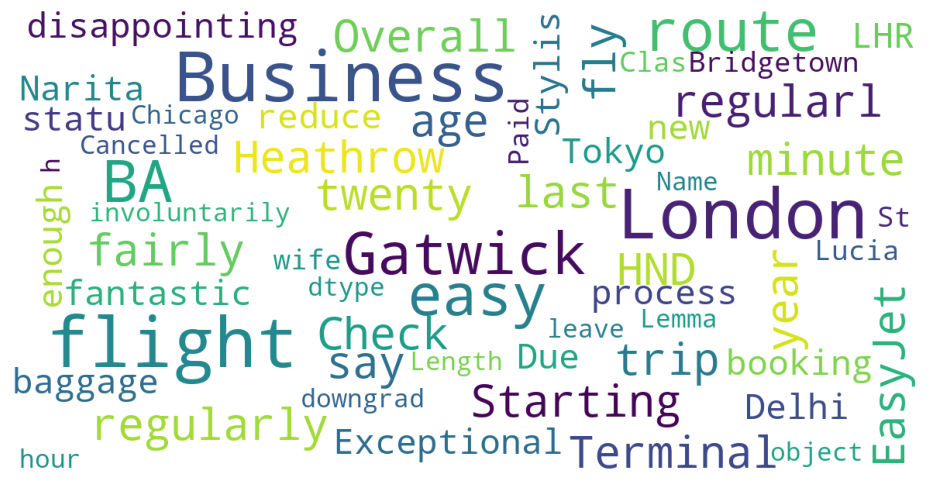 disappointing
Overall
Stylis
fly
route
LHR
Business
Clas
Bridgetown
Narita
regularl
statu
Chicago
reduce
age
Paid
new
Cancelled
Heathrow
Tokyo
minute
h
BA
twenty
last
Name
London
St
involuntarily
enough
fairly
wife
Gatwick
HND
Lucia
year
fantastic
dtype
easy
process
EasyJet
flight
Check
leave
Lemma
say
Length
Due
trip
booking
baggage
downgrad
Starting
Delhi
regularly
Exceptional
Terminal
object
hour